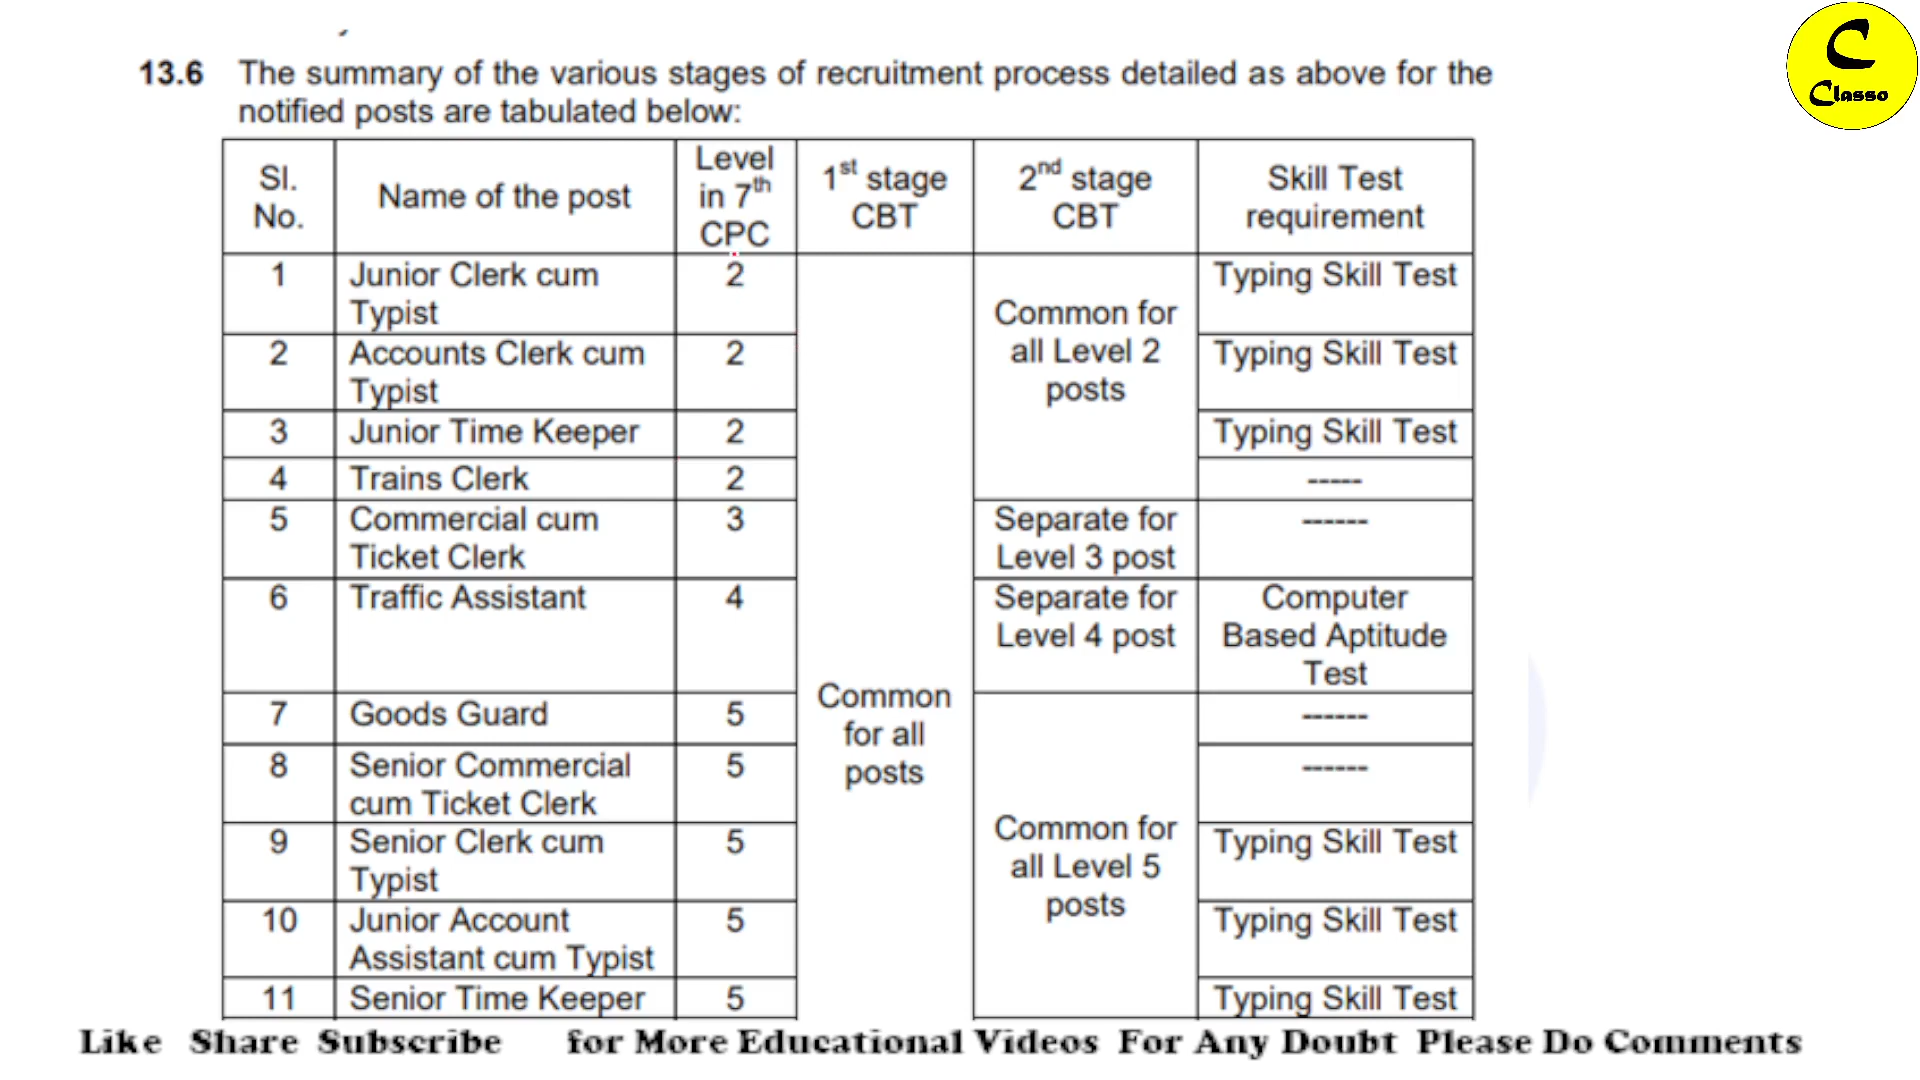 C
Classo
13.6 The summary of the various stages of recruitment process detailed as above for the
notified posts are tabulated below:
Sl. No. | Name of the post | Level in 7th CPC | 1st stage CBT | 2nd stage CBT | Skill Test requirement
1 | Junior Clerk cum Typist | 2 | Common for all posts | Common for all Level 2 posts | Typing Skill Test
2 | Accounts Clerk cum Typist | 2 | Typing Skill Test
3 | Junior Time Keeper | 2 | Typing Skill Test
4 | Trains Clerk | 2 | -----
5 | Commercial cum Ticket Clerk | 3 | Separate for Level 3 post | ------
6 | Traffic Assistant | 4 | Separate for Level 4 post | Computer Based Aptitude Test
7 | Goods Guard | 5 | Common for all Level 5 posts | ------
8 | Senior Commercial cum Ticket Clerk | 5 | ------
9 | Senior Clerk cum Typist | 5 | Typing Skill Test
10 | Junior Account Assistant cum Typist | 5 | Typing Skill Test
11 | Senior Time Keeper | 5 | Typing Skill Test
Like Share Subscribe for More Educational Videos For Any Doubt Please Do Comments